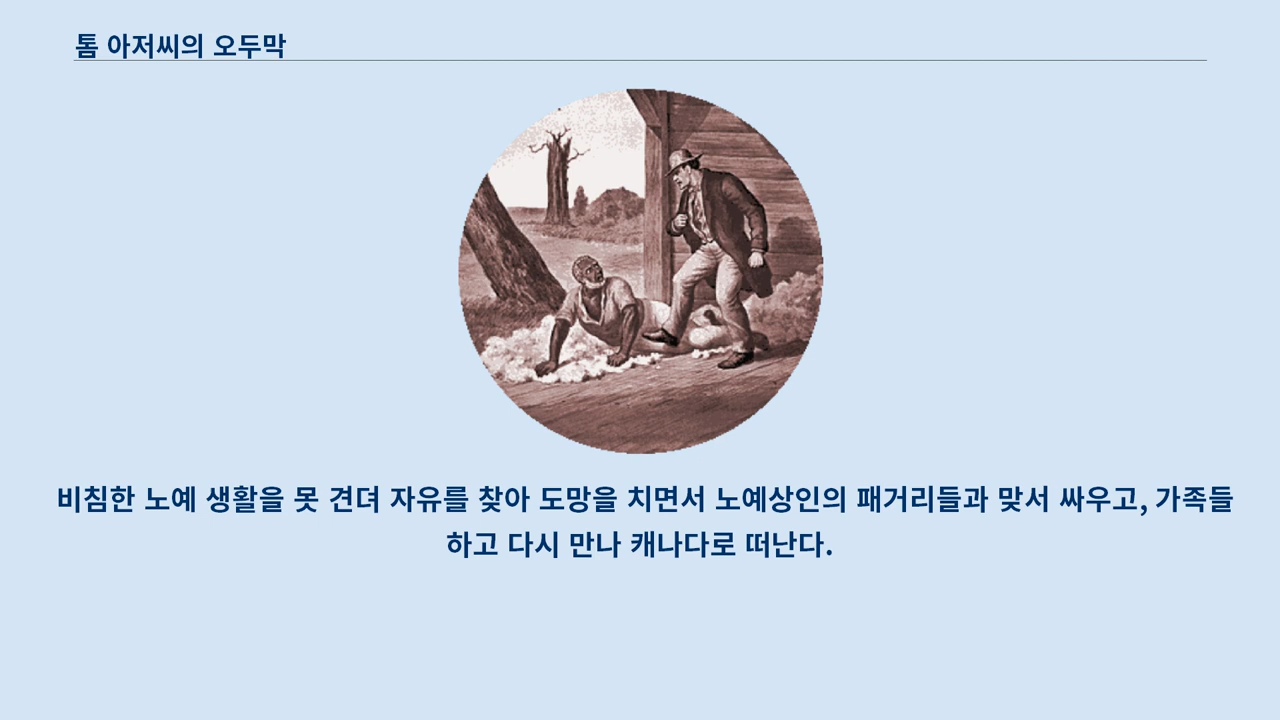 톰 아저씨의 오두막
비침한 노예 생활을 못 견뎌 자유를 찾아 도망을 치면서 노예상인의 패거리들과 맞서 싸우고, 가족들
하고 다시 만나 캐나다로 떠난다.